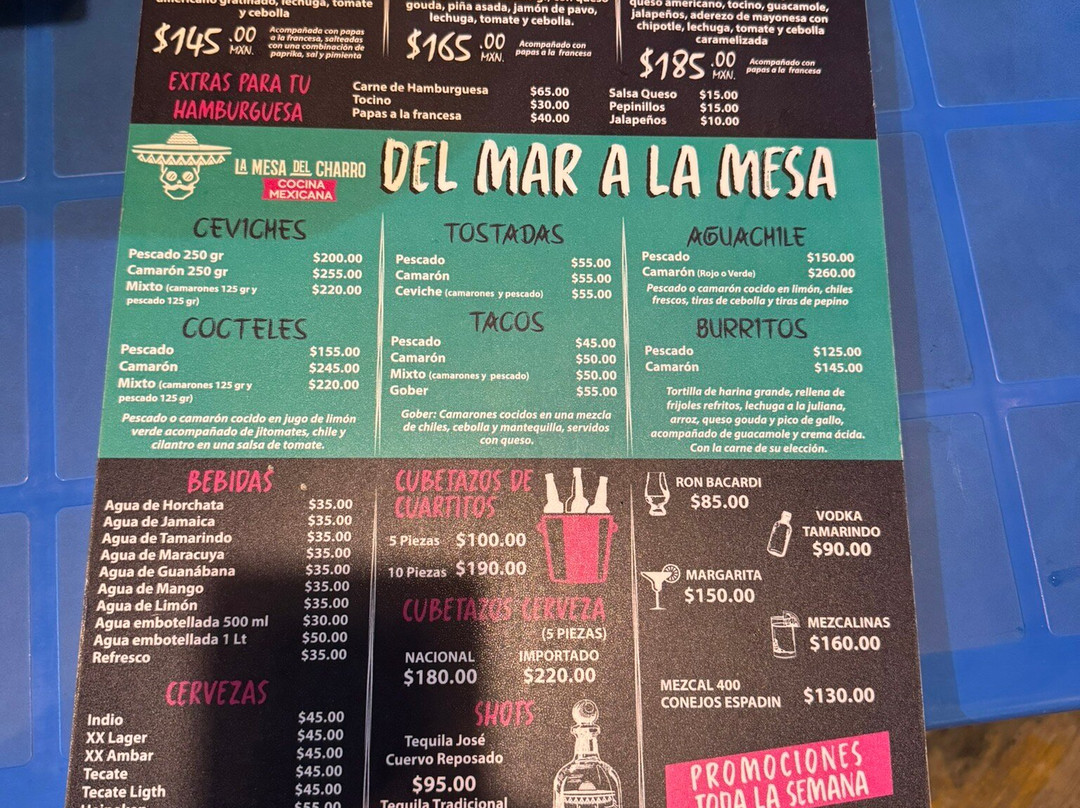 y cebolla
$145.00 MXN.
Acompañado con papas
a la francesa, salteadas
con una combinación de
paprika, sal y pimienta
gouda, piña asada, jamón de pavo,
lechuga, tomate y cebolla.
$165.00 MXN.
Acompañado con
papas a la francesa
queso americano, tocino, guacamole,
jalapeños, aderezo de mayonesa con
chipotle, lechuga, tomate y cebolla
caramelizada
$185.00 MXN.
Acompañado con
papas a la francesa
EXTRAS PARA TU
HAMBURGUESA
Carne de Hamburguesa $65.00
Tocino $30.00
Papas a la francesa $40.00
Salsa Queso $15.00
Pepinillos $15.00
Jalapeños $10.00
LA MESA DEL CHARRO
COCINA
MEXICANA
DEL MAR A LA MESA
CEVICHES
Pescado 250 gr $200.00
Camarón 250 gr $255.00
Mixto (camarones 125 gr y $220.00
pescado 125 gr)
COCTELES
Pescado $155.00
Camarón $245.00
Mixto (camarones 125 gr y $220.00
pescado 125 gr)
Pescado o camarón cocido en jugo de limón
verde acompañado de jitomates, chile y
cilantro en una salsa de tomate.
TOSTADAS
Pescado $55.00
Camarón $55.00
Ceviche (camarones y pescado) $55.00
TACOS
Pescado $45.00
Camarón $50.00
Mixto (camarones y pescado) $50.00
Gober $55.00
Gober: Camarones cocidos en una mezcla
de chiles, cebolla y mantequilla, servidos
con queso.
AGUACHILE
Pescado $150.00
Camarón (Rojo o Verde) $260.00
Pescado o camarón cocido en limón, chiles
frescos, tiras de cebolla y tiras de pepino
BURRITOS
Pescado $125.00
Camarón $145.00
Tortilla de harina grande, rellena de
frijoles refritos, lechuga a la juliana,
arroz, queso gouda y pico de gallo,
acompañado de guacamole y crema ácida.
Con la carne de su elección.
BEBIDAS
Agua de Horchata $35.00
Agua de Jamaica $35.00
Agua de Tamarindo $35.00
Agua de Maracuya $35.00
Agua de Guanábana $35.00
Agua de Mango $35.00
Agua de Limón $35.00
Agua embotellada 500 ml $30.00
Agua embotellada 1 Lt $50.00
Refresco $35.00
CERVEZAS
Indio $45.00
XX Lager $45.00
XX Ambar $45.00
Tecate $45.00
Tecate Ligth $45.00
$55.00
CUBETAZOS DE
CUARTITOS
5 Piezas $100.00
10 Piezas $190.00
CUBETAZOS CERVEZA
(5 PIEZAS)
NACIONAL
$180.00
IMPORTADO
$220.00
SHOTS
Tequila José
Cuervo Reposado
$95.00
Tequila Tradicional
RON BACARDI
$85.00
VODKA
TAMARINDO
$90.00
MARGARITA
$150.00
MEZCALINAS
$160.00
MEZCAL 400
CONEJOS ESPADIN $130.00
PROMOCIONES
TODA LA SEMANA